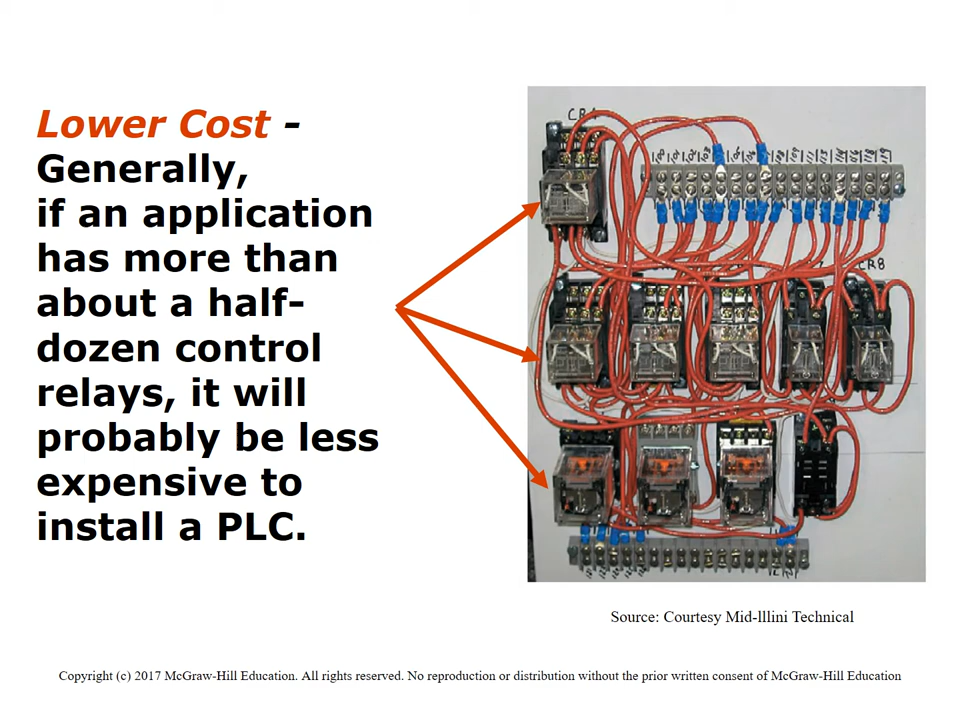 Lower Cost -
Generally,
if an application
has more than
about a half-
dozen control
relays, it will
probably be less
expensive to
install a PLC.
CR8
Source: Courtesy Mid-lllini Technical
Copyright (c) 2017 McGraw-Hill Education. All rights reserved. No reproduction or distribution without the prior written consent of McGraw-Hill Education